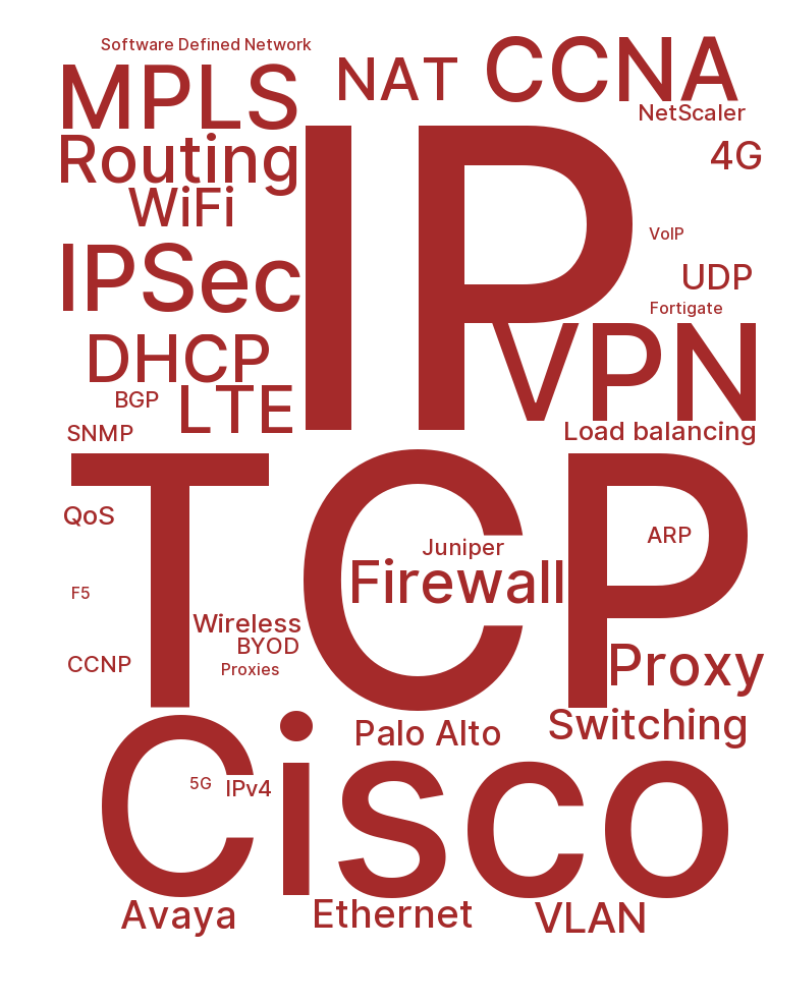 Software Defined Network
MPLS
NAT
CCNA
NetScaler
Routing
4G
WiFi
IP
VoIP
IPSec
UDP
Fortigate
DHCP
VPN
BGP
LTE
SNMP
Load balancing
TCP
QoS
ARP
Juniper
Firewall
F5
Wireless
BYOD
CCNP
Proxies
Proxy
Palo Alto
Switching
Cisco
5G
IPv4
Avaya
Ethernet
VLAN